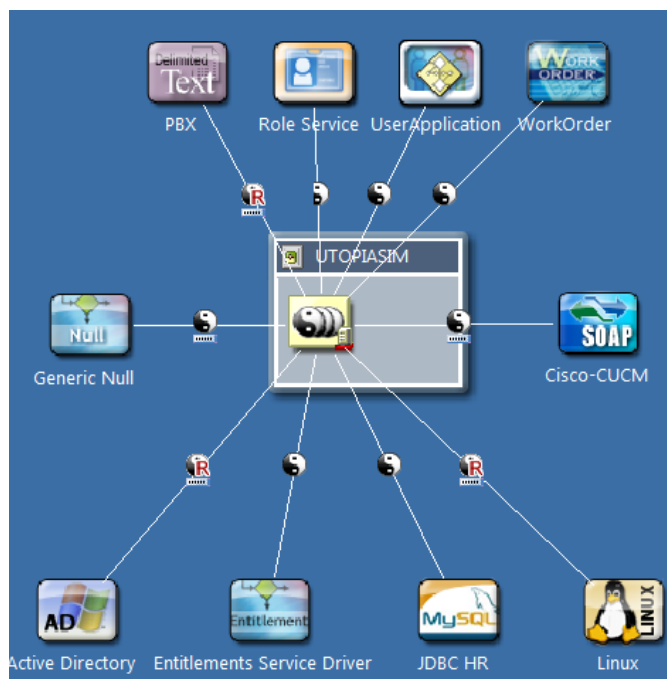 Delimited
Text
PBX
Role Service
UserApplication
WORK
ORDER
WorkOrder
R
UTOPIASIM
Null
Generic Null
SOAP
Cisco-CUCM
R
R
AD
Active Directory
Entitlement
Entitlements Service Driver
MySQL
JDBC HR
LINUX
Linux